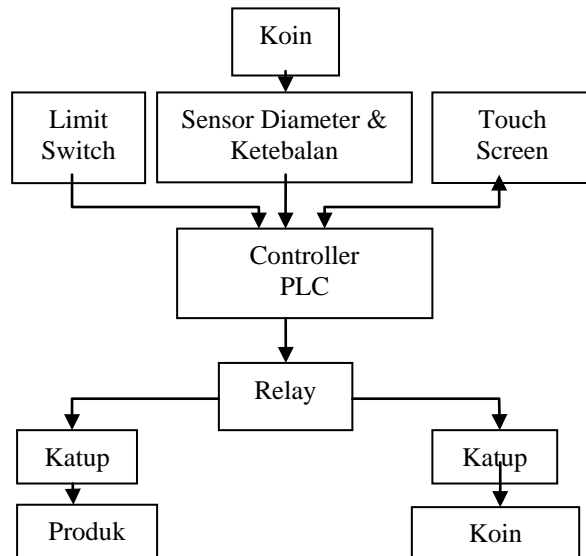 Koin
Limit
Switch
Sensor Diameter &
Ketebalan
Touch
Screen
Controller
PLC
Relay
Katup
Katup
Produk
Koin